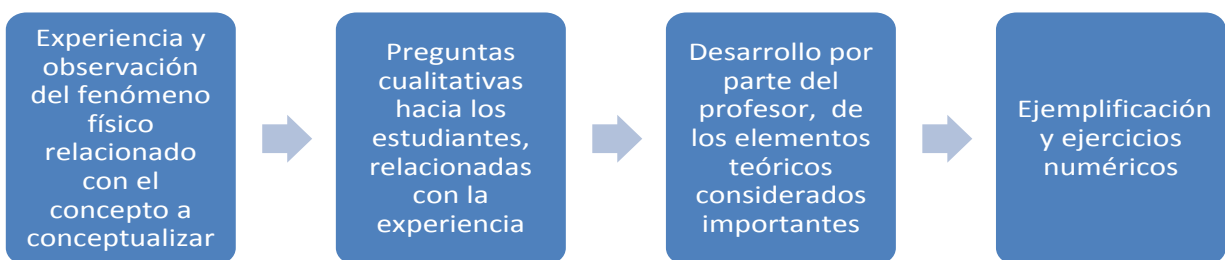 Experiencia y
observación
del fenómeno
físico
relacionado
con el
concepto a
conceptualizar
Preguntas
cualitativas
hacia los
estudiantes,
relacionadas
con la
experiencia
Desarrollo por
parte del
profesor, de
los elementos
teóricos
considerados
importantes
Ejemplificación
y ejercicios
numéricos